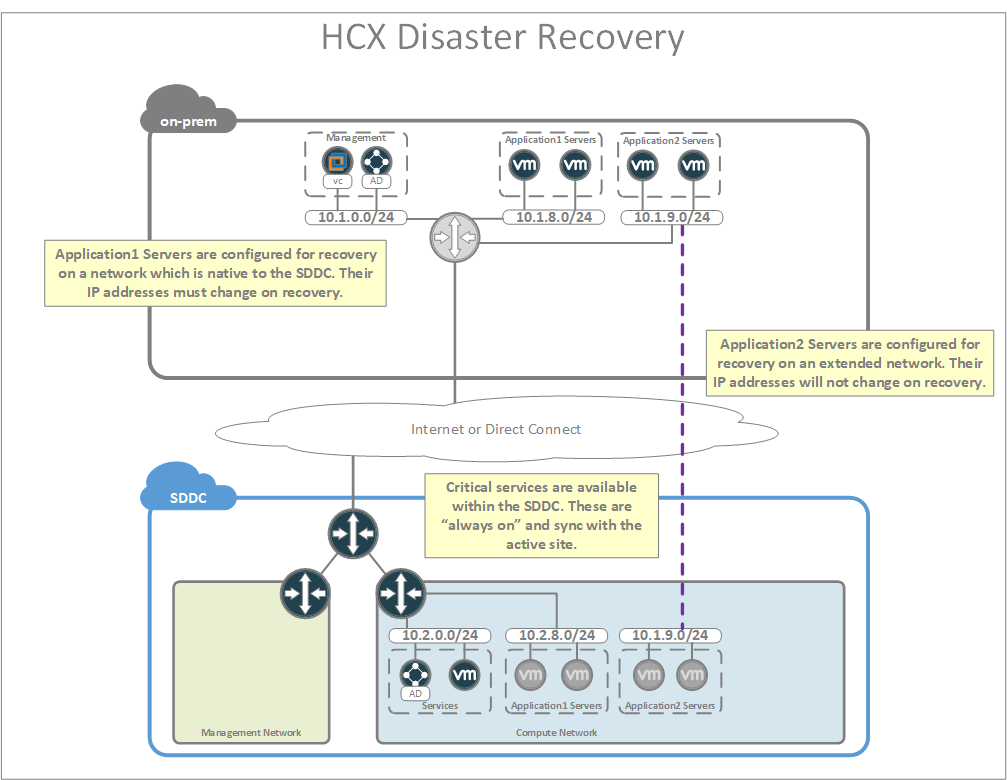 HCX Disaster Recovery
on-prem
Management
Application1 Servers
Application2 Servers
vm
vm
vm
vm
vc
AD
10.1.0.0/24
10.1.8.0/24
10.1.9.0/24
Application1 Servers are configured for recovery
on a network which is native to the SDDC. Their
IP addresses must change on recovery.
Application2 Servers are configured for
recovery on an extended network. Their
IP addresses will not change on recovery.
Internet or Direct Connect
SDDC
Critical services are available
within the SDDC. These are
“always on” and sync with the
active site.
10.2.0.0/24
10.2.8.0/24
10.1.9.0/24
vm
vm
vm
vm
vm
AD
Services
Application1 Servers
Application2 Servers
Management Network
Compute Network